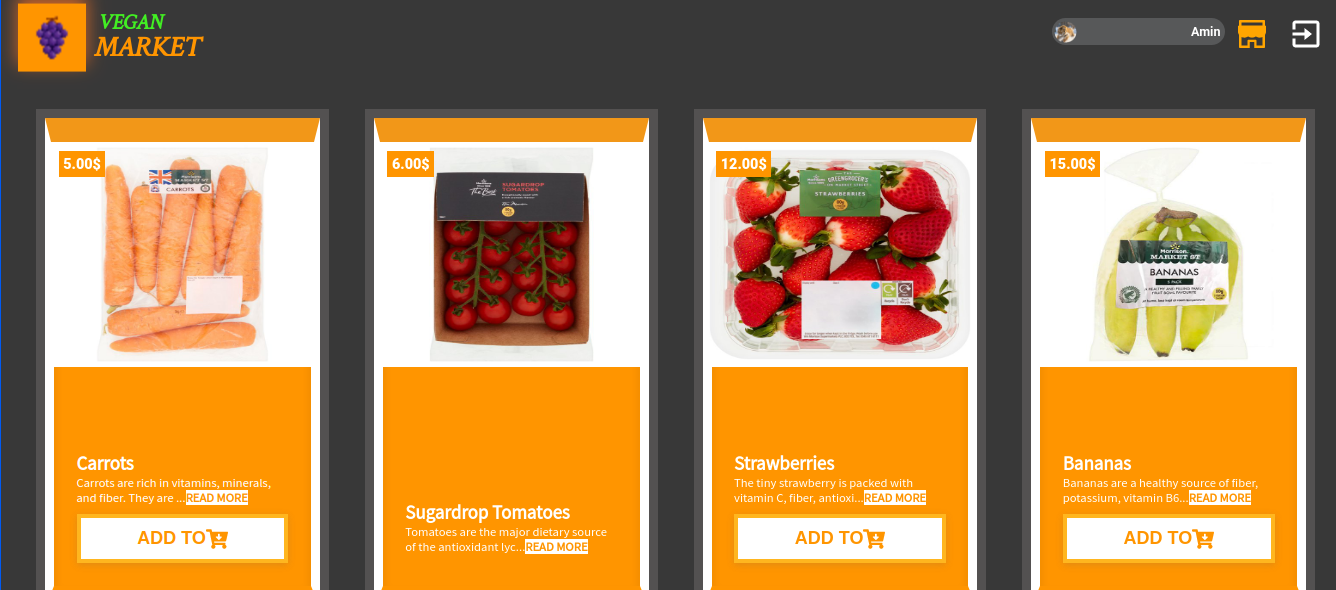 VEGAN
MARKET
Amin
5.00$
CARROTS
Carrots
Carrots are rich in vitamins, minerals,
and fiber. They are ...READ MORE
ADD TO
6.00$
The Best
SUGARDROP
TOMATOES
Sugardrop Tomatoes
Tomatoes are the major dietary source
of the antioxidant lyc...READ MORE
12.00$
GREENGROCER'S
STRAWBERRIES
Strawberries
The tiny strawberry is packed with
vitamin C, fiber, antioxi...READ MORE
ADD TO
15.00$
Morrisons
MARKET ST
BANANAS
5 PACK
Bananas
Bananas are a healthy source of fiber,
potassium, vitamin B6...READ MORE
ADD TO